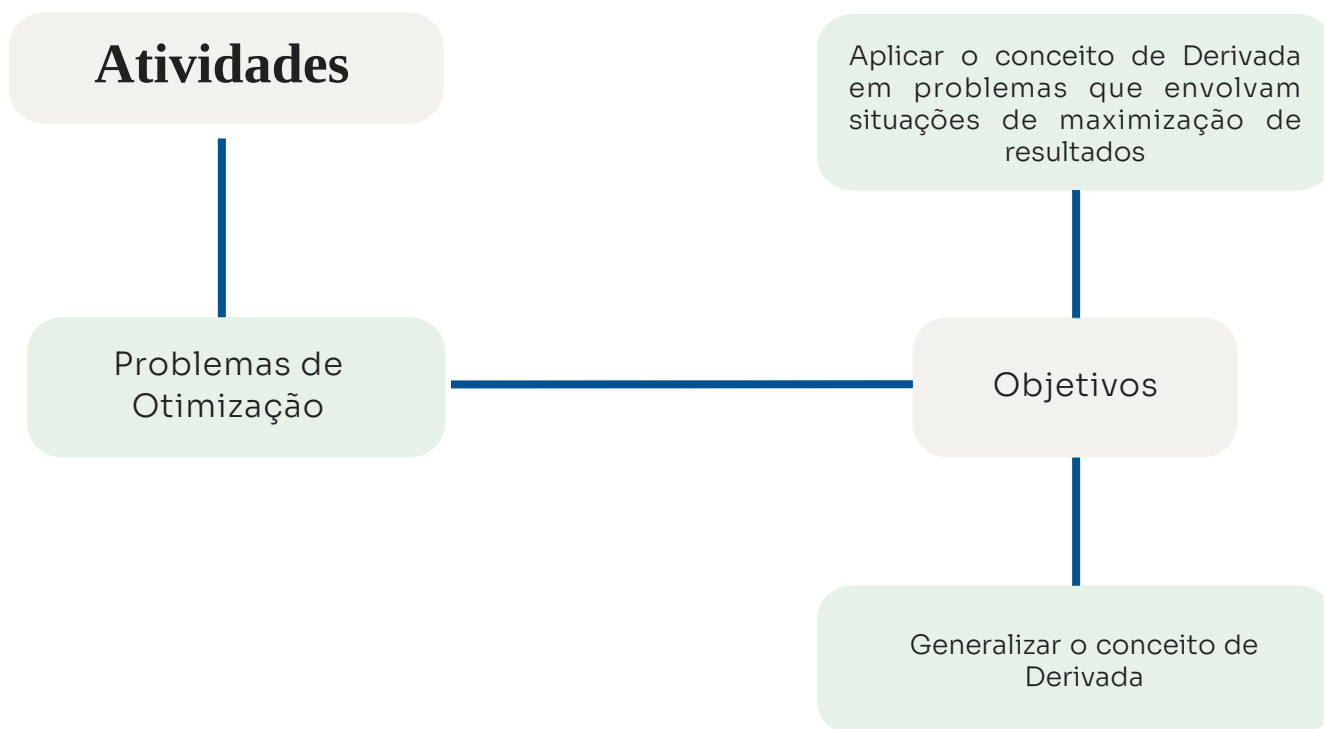 Atividades
Aplicar o conceito de Derivada
em problemas que envolvam
situações de maximização de
resultados
Problemas de
Otimização
Objetivos
Generalizar o conceito de
Derivada